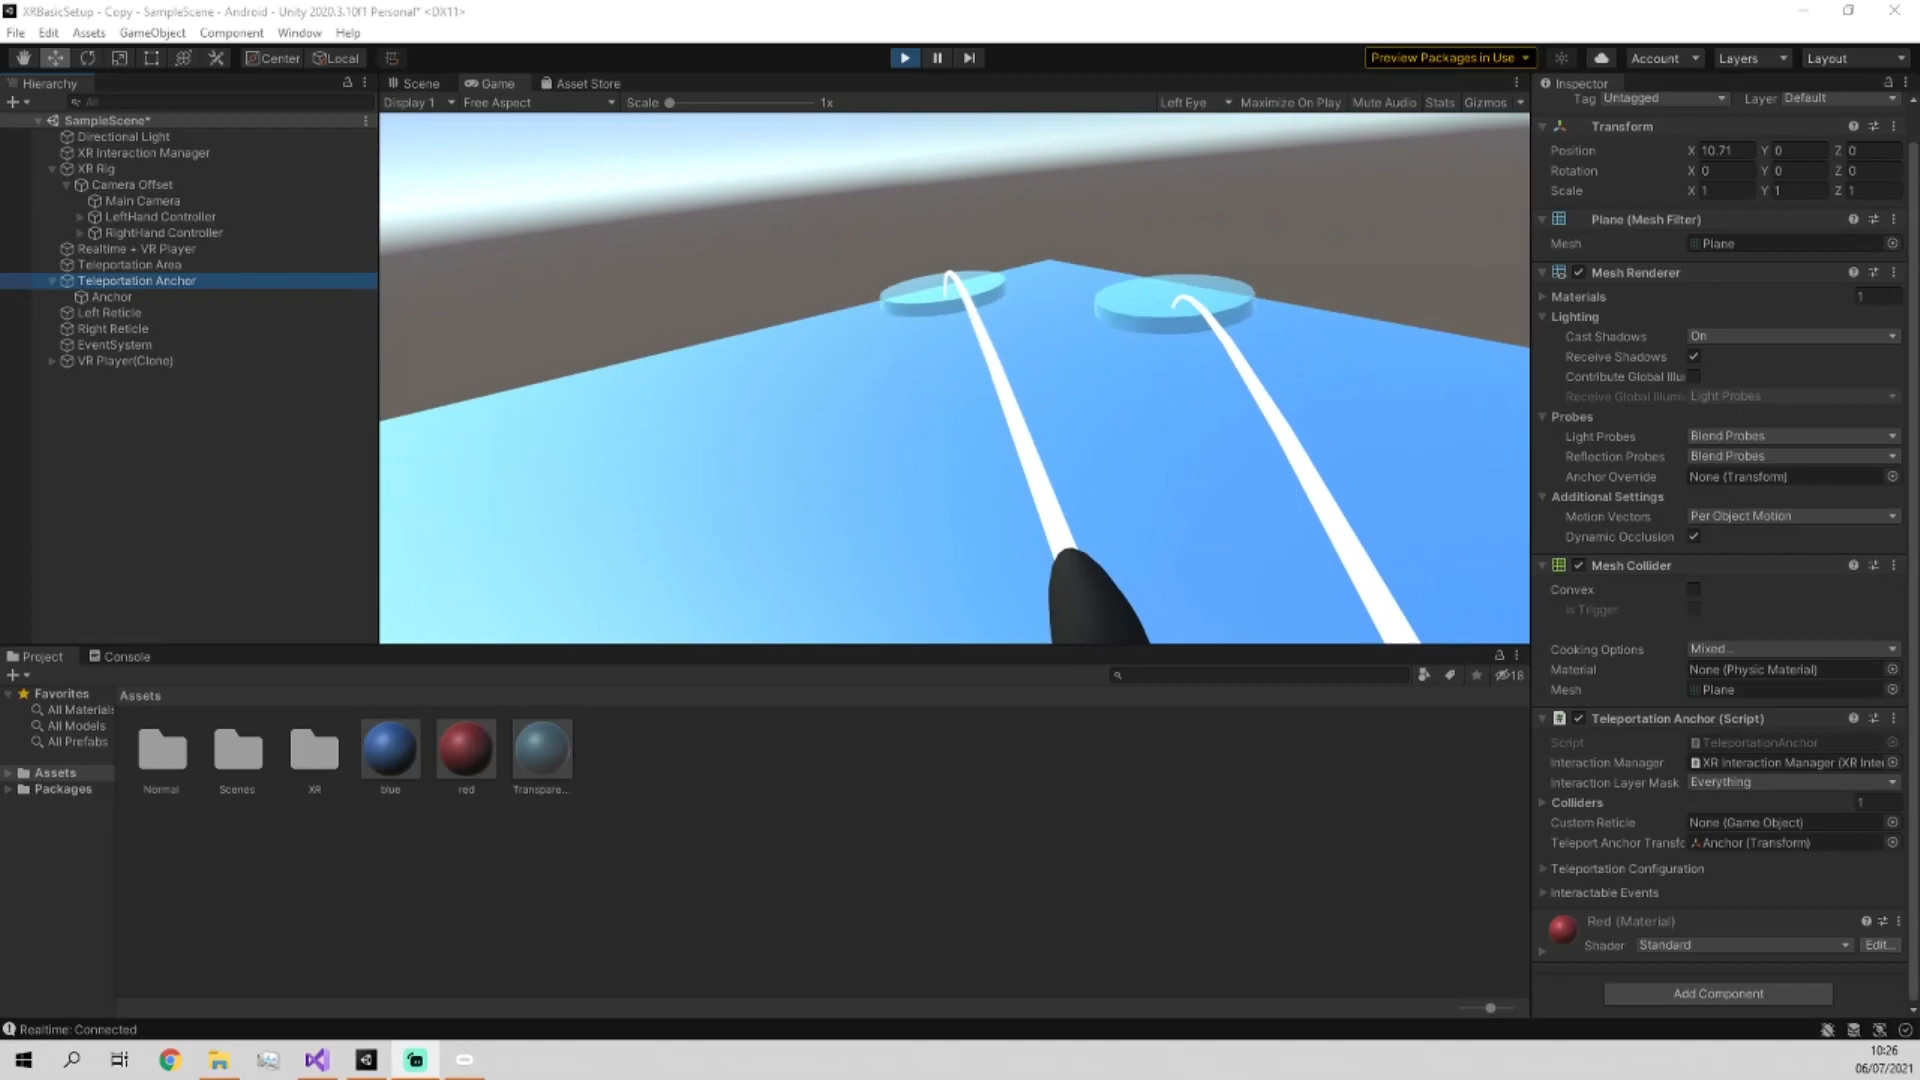 XRBasicSetup - Copy - SampleScene - Android - Unity 2020.3.10f1 Personal* <DX11>
File Edit Assets GameObject Component Window Help
Center Local Preview Packages in Use Account Layers Layout
Hierarchy
All
SampleScene*
Directional Light
XR Interaction Manager
XR Rig
Camera Offset
Main Camera
LeftHand Controller
RightHand Controller
Realtime + VR Player
Teleportation Area
Teleportation Anchor
Anchor
Left Reticle
Right Reticle
EventSystem
VR Player(Clone)
Scene Game Asset Store
Display 1 Free Aspect Scale 1x Left Eye Maximize On Play Mute Audio Stats Gizmos
Inspector
Tag Untagged Layer Default
Transform
Position X 10.71 Y 0 Z 0
Rotation X 0 Y 0 Z 0
Scale X 1 Y 1 Z 1
Plane (Mesh Filter)
Mesh Plane
Mesh Renderer
Materials 1
Lighting
Cast Shadows On
Receive Shadows
Contribute Global Illu
Receive Global Illumi Light Probes
Probes
Light Probes Blend Probes
Reflection Probes Blend Probes
Anchor Override None (Transform)
Additional Settings
Motion Vectors Per Object Motion
Dynamic Occlusion
Mesh Collider
Convex
Is Trigger
Cooking Options Mixed...
Material None (Physic Material)
Mesh Plane
Teleportation Anchor (Script)
Script TeleportationAnchor
Interaction Manager XR Interaction Manager (XR Inter
Interaction Layer Mask Everything
Colliders 1
Custom Reticle None (Game Object)
Teleport Anchor Transfo Anchor (Transform)
Teleportation Configuration
Interactable Events
Red (Material)
Shader Standard Edit...
Add Component
Project Console
18
Favorites
All Materials
All Models
All Prefabs
Assets
Packages
Assets
Normal Scenes XR blue red Transpare...
Realtime: Connected
10:26
06/07/2021